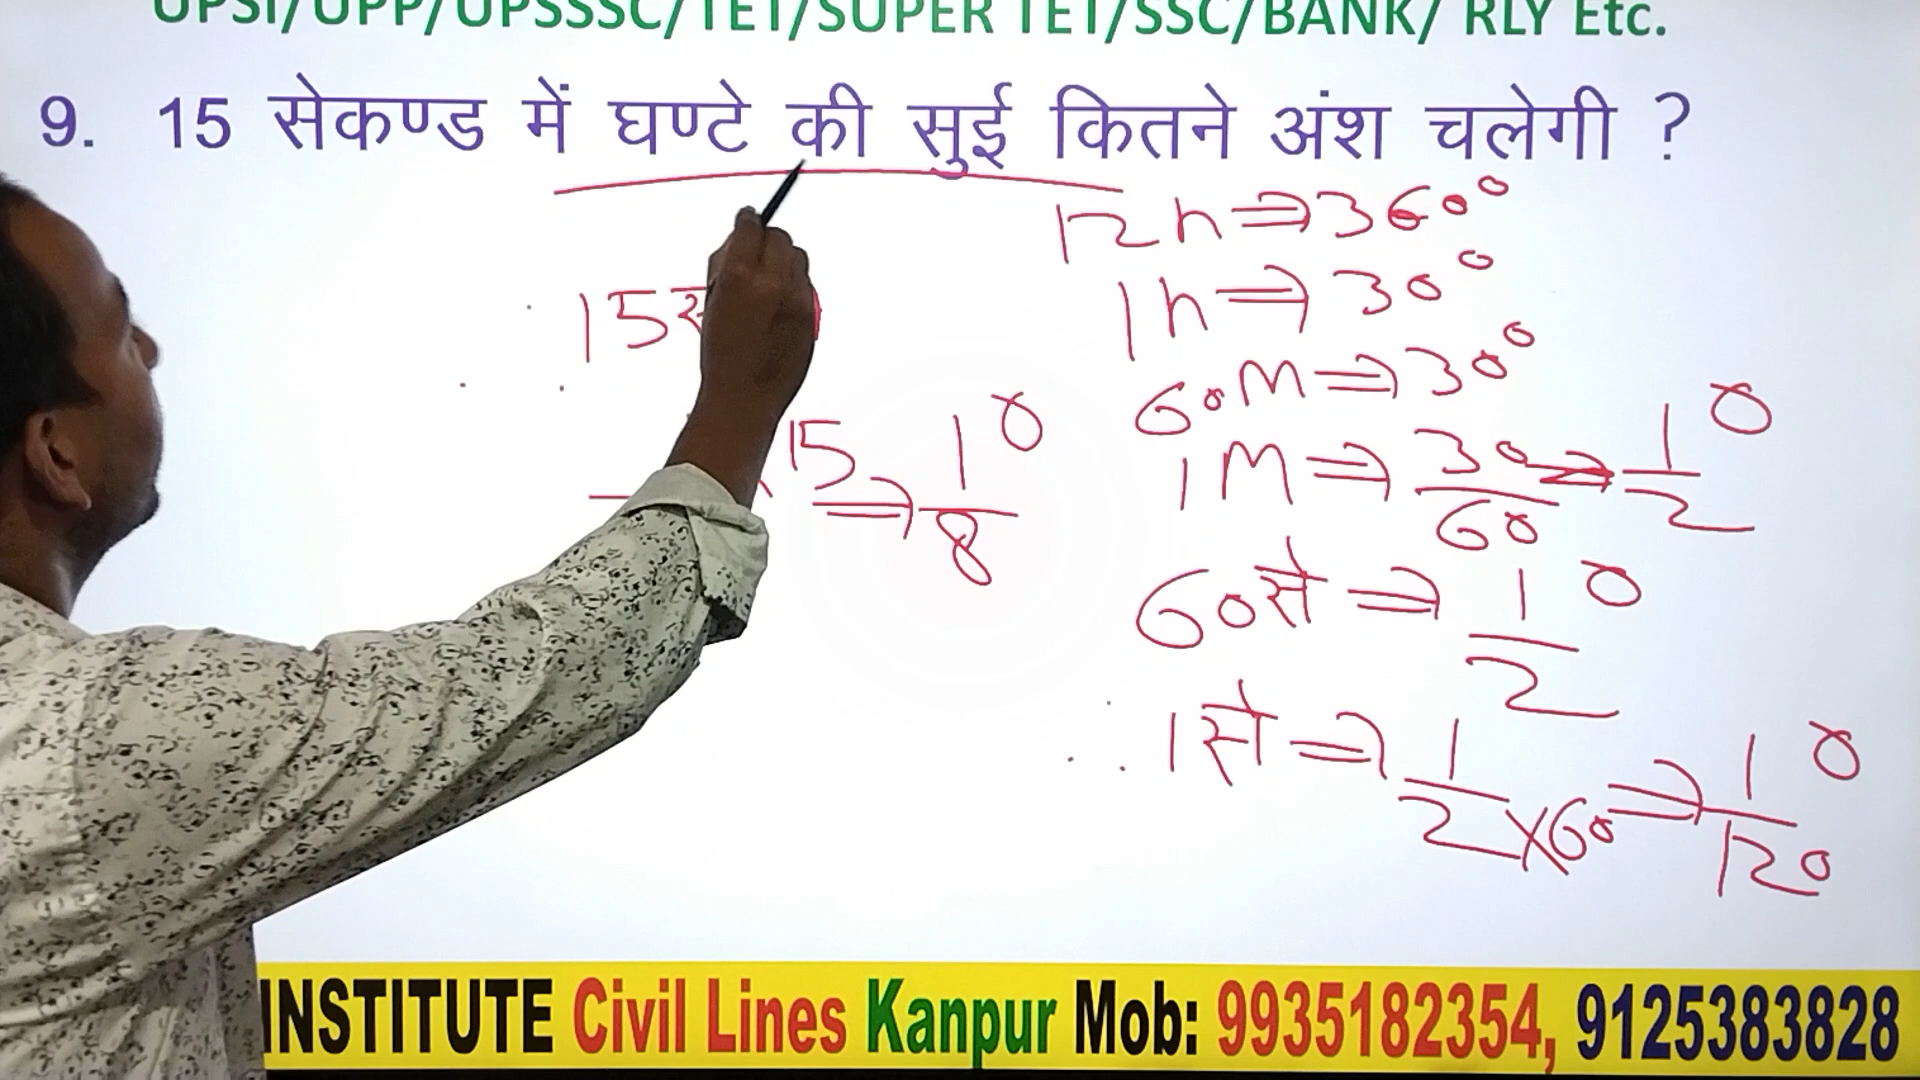 UPSI/UPP/UPSSSC/TET/SUPER TET/SSC/BANK/ RLY Etc.
9. 15 सेकण्ड में घण्टे की सुई कितने अंश चलेगी ?
12h ⇒ 360°
1h ⇒ 30°
60M ⇒ 30°
1M ⇒ 30/60 ⇒ 1/2°
60से ⇒ 1/2°
1से ⇒ 1/2×60 ⇒ 1/120°
15से
15 ⇒ 1/8°
INSTITUTE Civil Lines Kanpur Mob: 9935182354, 9125383828